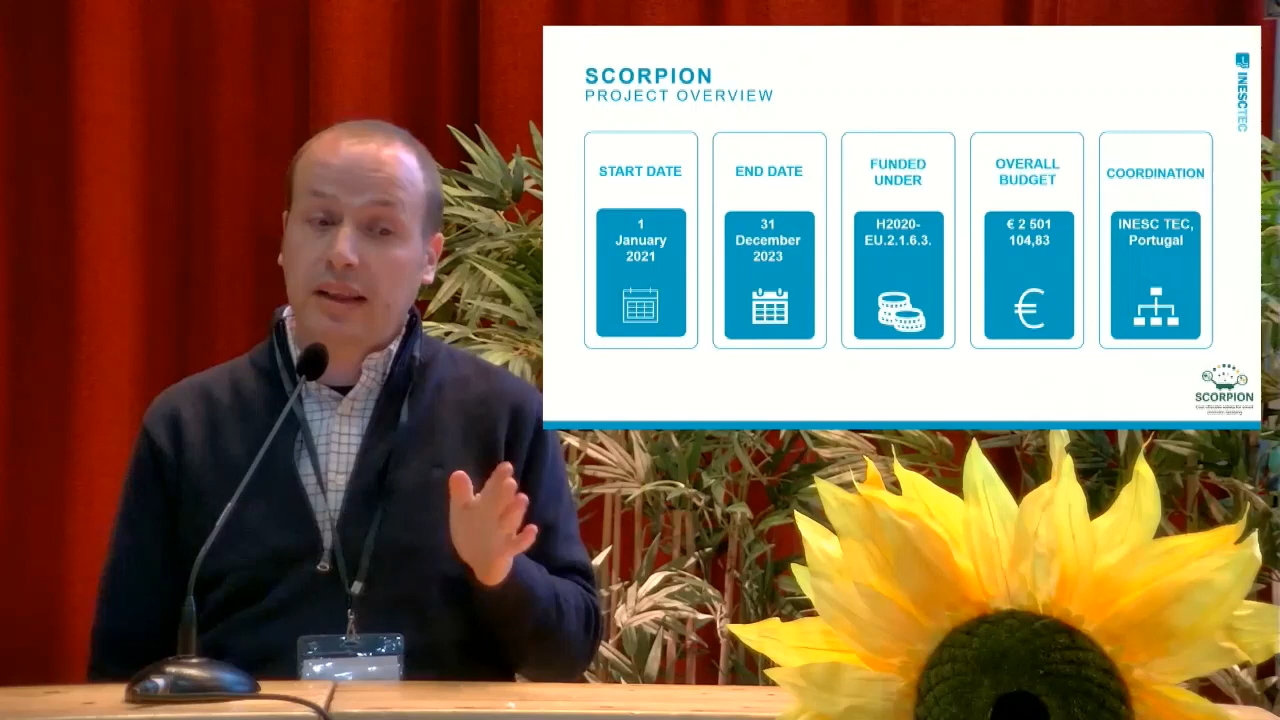 SCORPION
PROJECT OVERVIEW
INESCTEC
START DATE
1
January
2021
END DATE
31
December
2023
FUNDED
UNDER
H2020-
EU.2.1.6.3.
OVERALL
BUDGET
€ 2 501
104,83
€
COORDINATION
INESC TEC,
Portugal
SCORPION